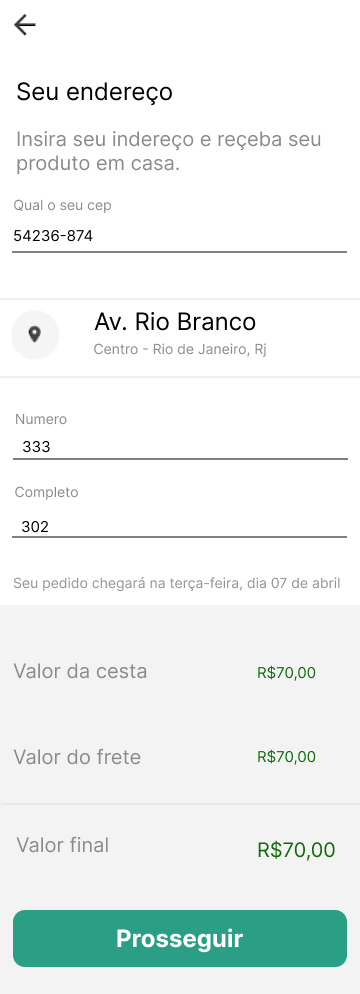 Seu endereço
Insira seu indereço e reçeba seu
produto em casa.
Qual o seu cep
54236-874
Av. Rio Branco
Centro - Rio de Janeiro, Rj
Numero
333
Completo
302
Seu pedido chegará na terça-feira, dia 07 de abril
Valor da cesta R$70,00
Valor do frete R$70,00
Valor final R$70,00
Prosseguir